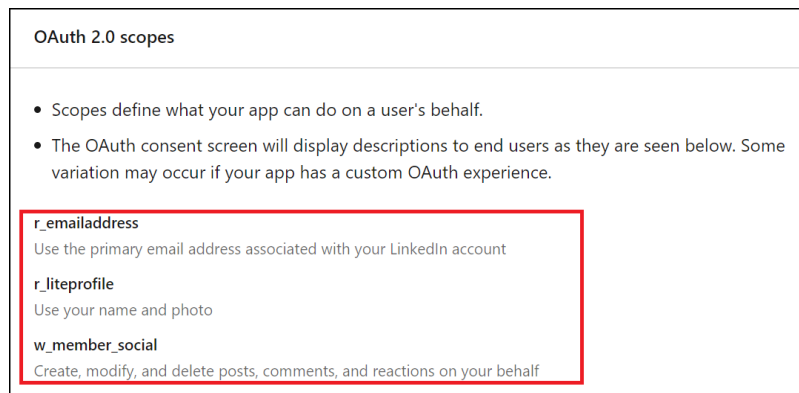 OAuth 2.0 scopes
• Scopes define what your app can do on a user's behalf.
• The OAuth consent screen will display descriptions to end users as they are seen below. Some
variation may occur if your app has a custom OAuth experience.
r_emailaddress
Use the primary email address associated with your LinkedIn account
r_liteprofile
Use your name and photo
w_member_social
Create, modify, and delete posts, comments, and reactions on your behalf